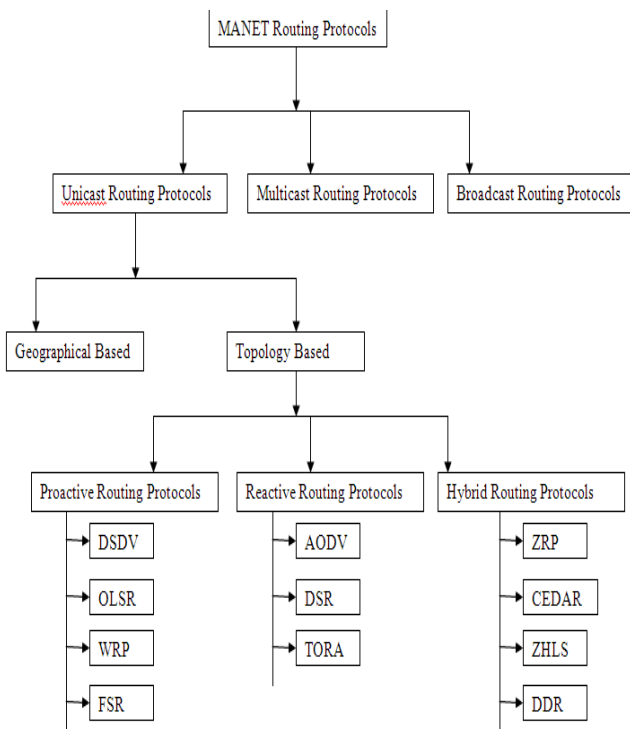 MANET Routing Protocols
Unicast Routing Protocols
Multicast Routing Protocols
Broadcast Routing Protocols
Geographical Based
Topology Based
Proactive Routing Protocols
Reactive Routing Protocols
Hybrid Routing Protocols
DSDV
AODV
ZRP
OLSR
DSR
CEDAR
WRP
TORA
ZHLS
FSR
DDR